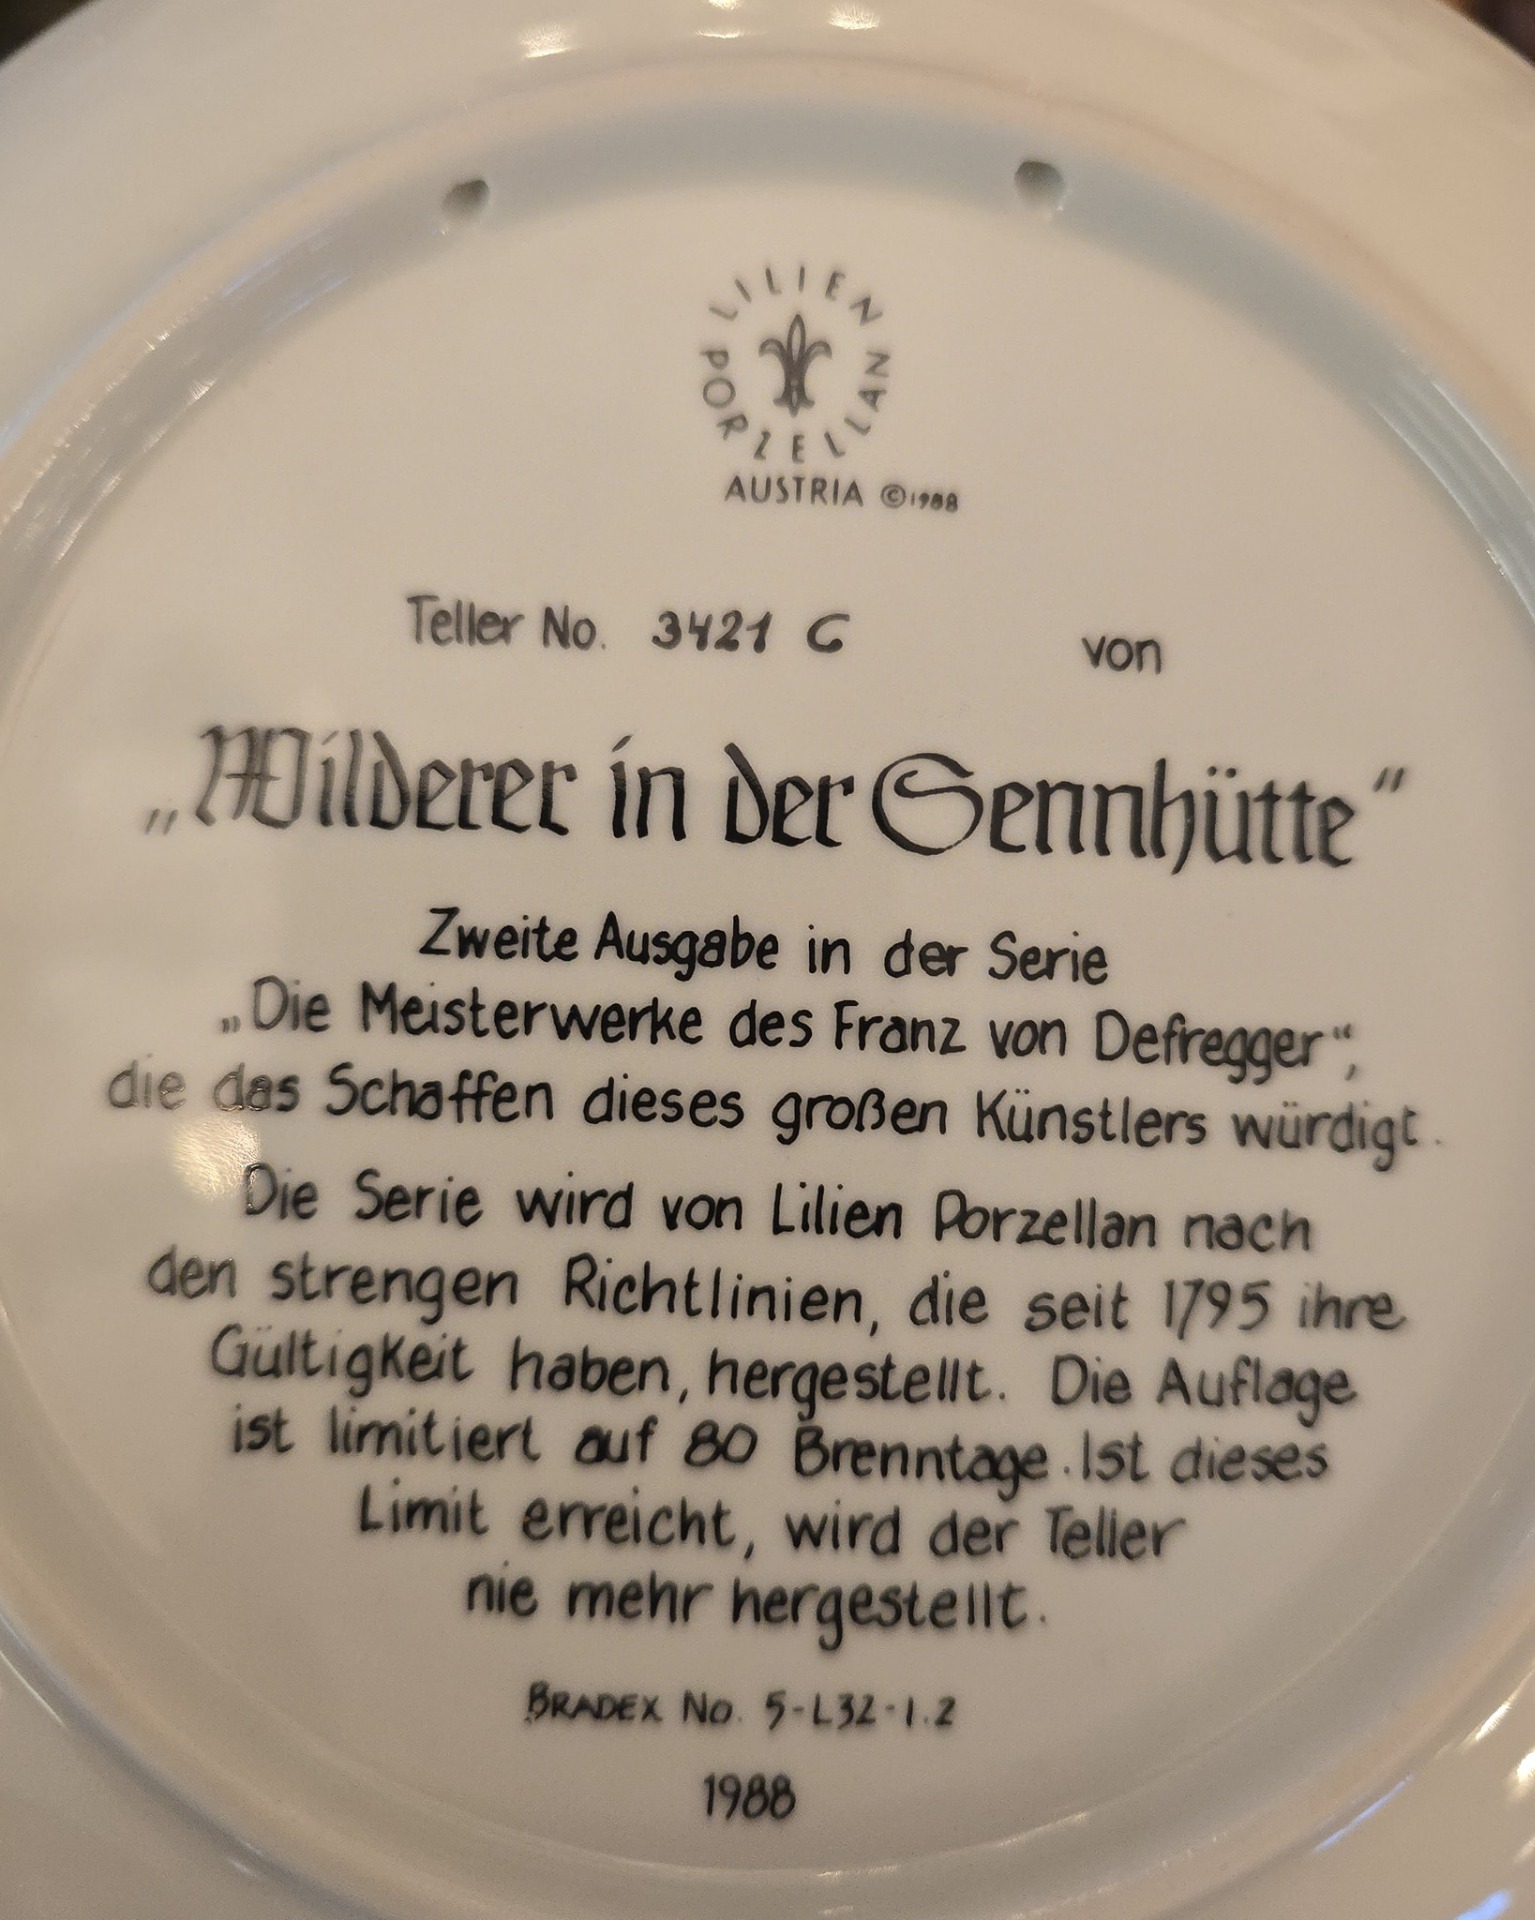 LILIEN PORZELLAN
AUSTRIA ©1988
Teller No. 3421 C von
„Wilderer in der Sennhütte“
Zweite Ausgabe in der Serie
„Die Meisterwerke des Franz von Defregger“,
die das Schaffen dieses großen Künstlers würdigt.
Die Serie wird von Lilien Porzellan nach
den strengen Richtlinien, die seit 1795 ihre
Gültigkeit haben, hergestellt. Die Auflage
ist limitiert auf 80 Brenntage. Ist dieses
Limit erreicht, wird der Teller
nie mehr hergestellt.
BRADEX No. 5-L32-1.2
1988